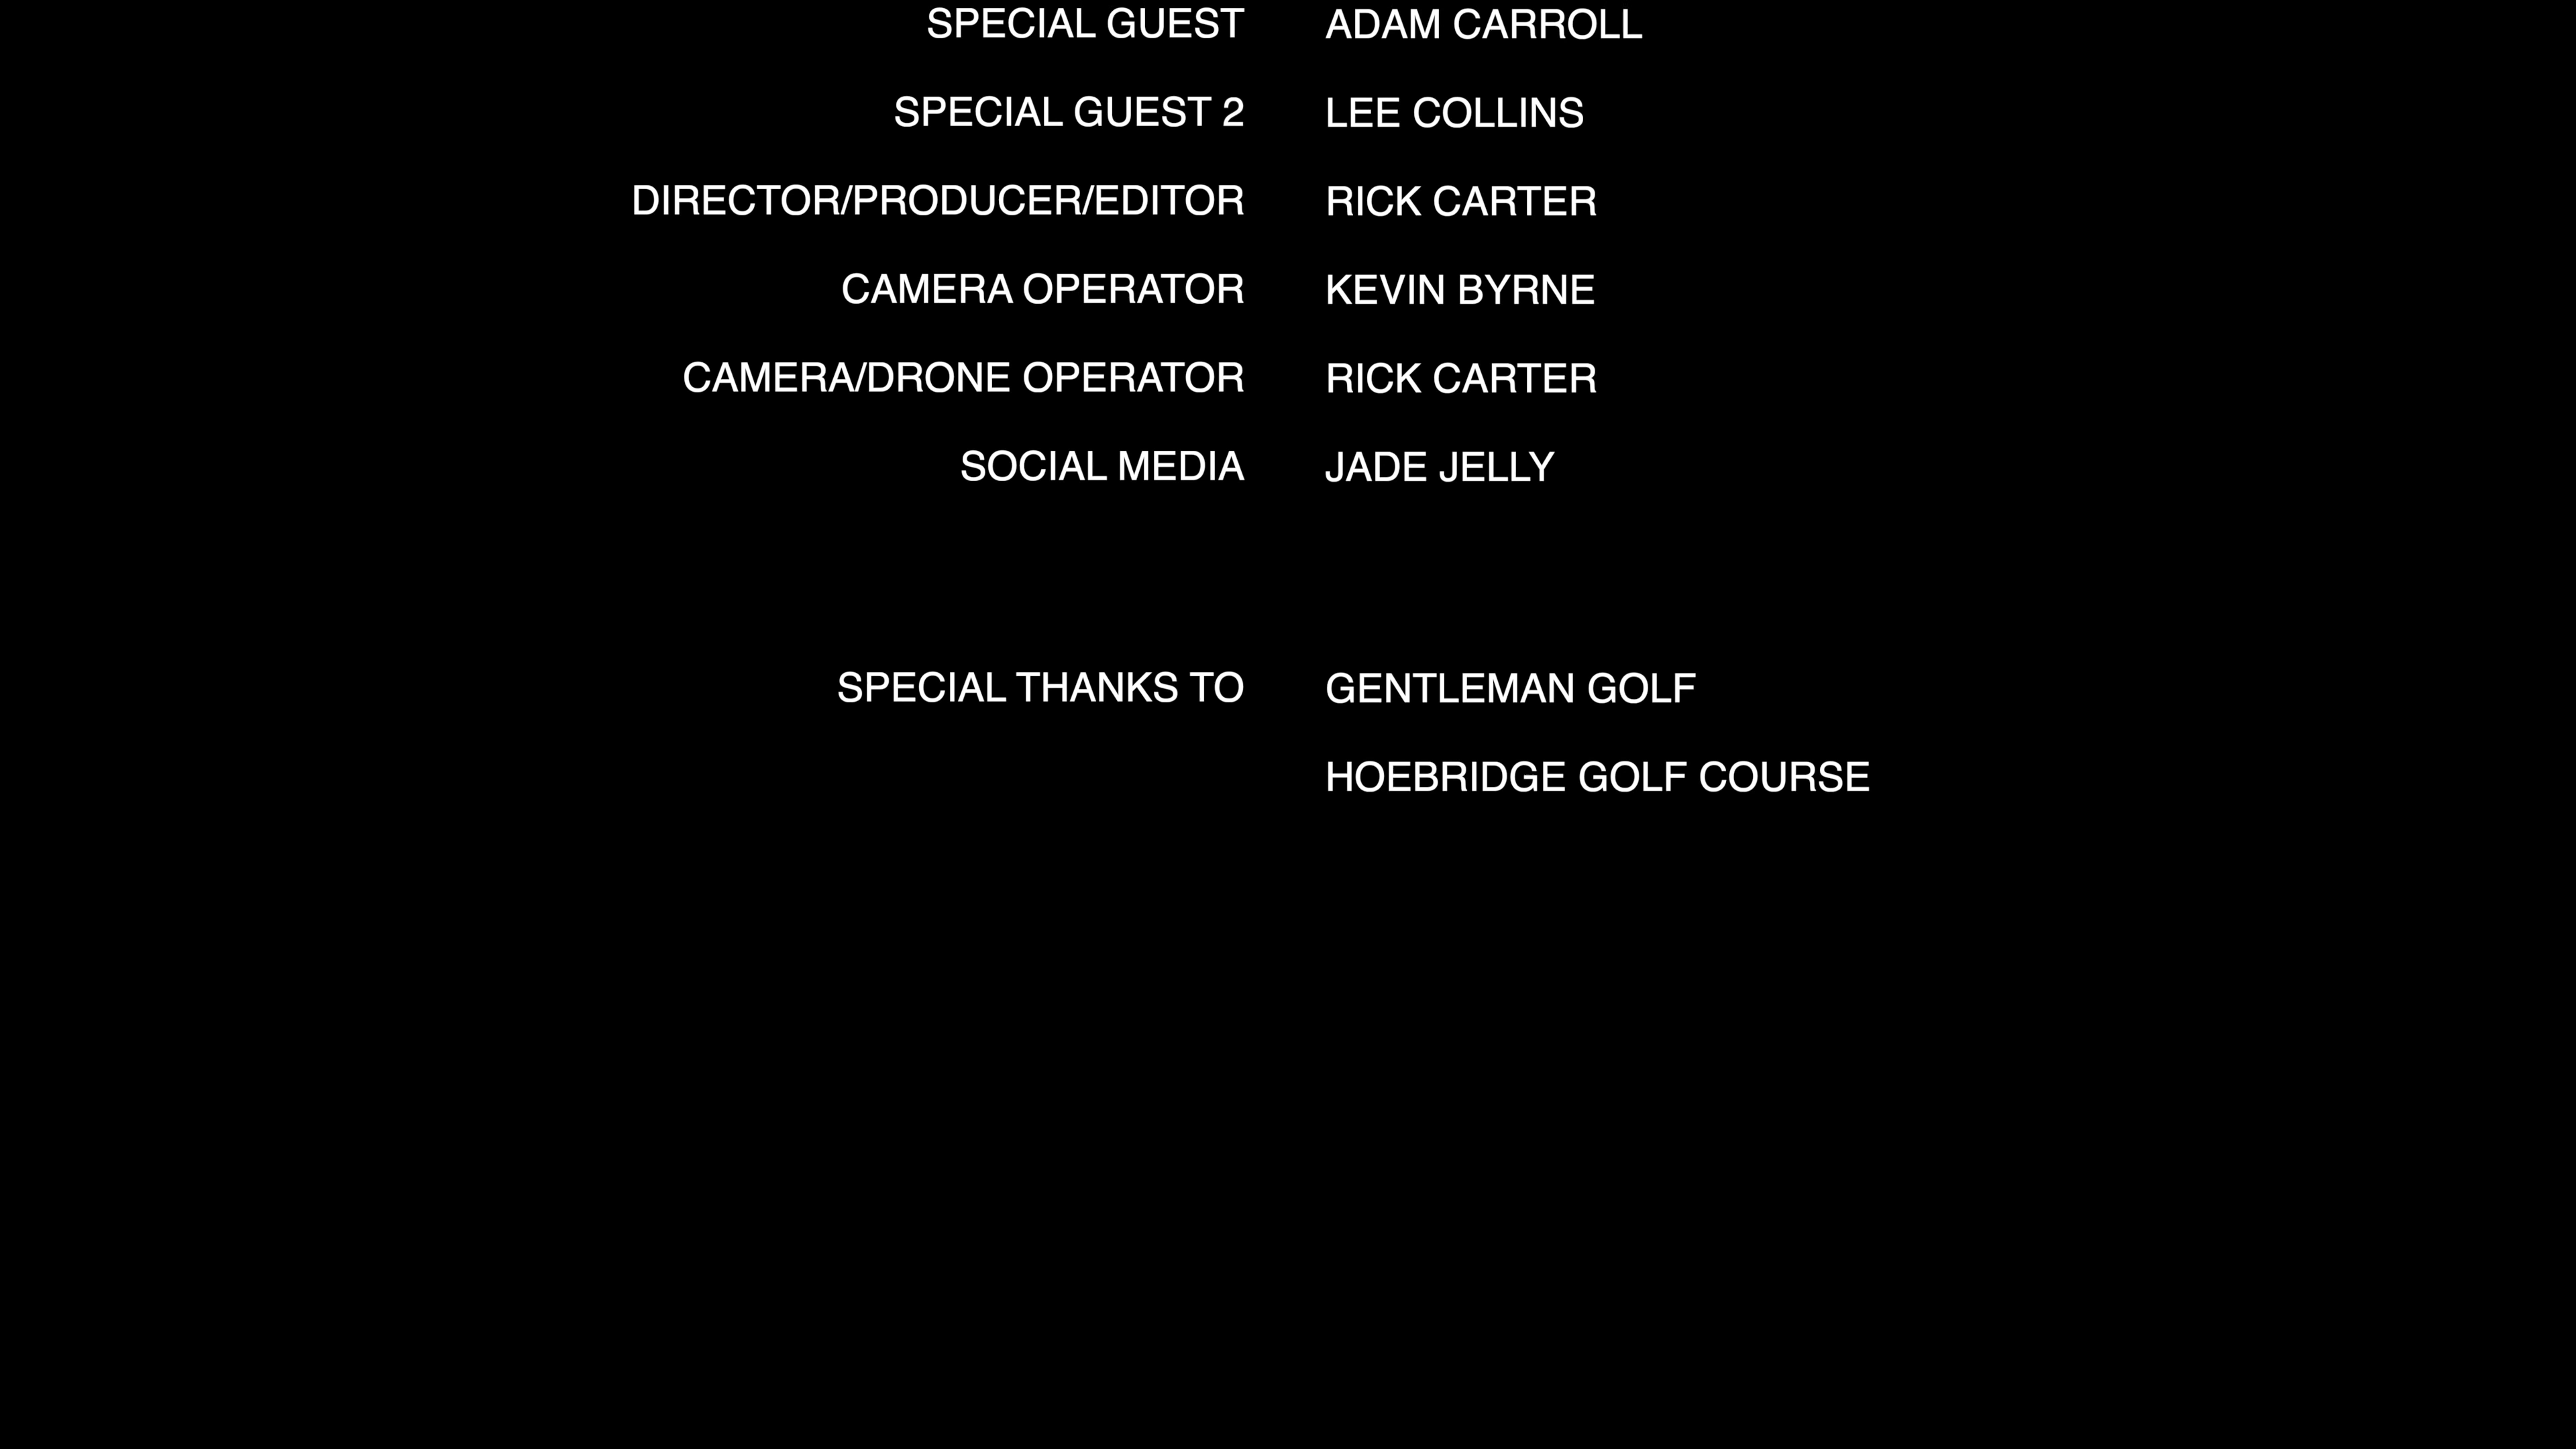 SPECIAL GUEST ADAM CARROLL
SPECIAL GUEST 2 LEE COLLINS
DIRECTOR/PRODUCER/EDITOR RICK CARTER
CAMERA OPERATOR KEVIN BYRNE
CAMERA/DRONE OPERATOR RICK CARTER
SOCIAL MEDIA JADE JELLY
SPECIAL THANKS TO GENTLEMAN GOLF
HOEBRIDGE GOLF COURSE